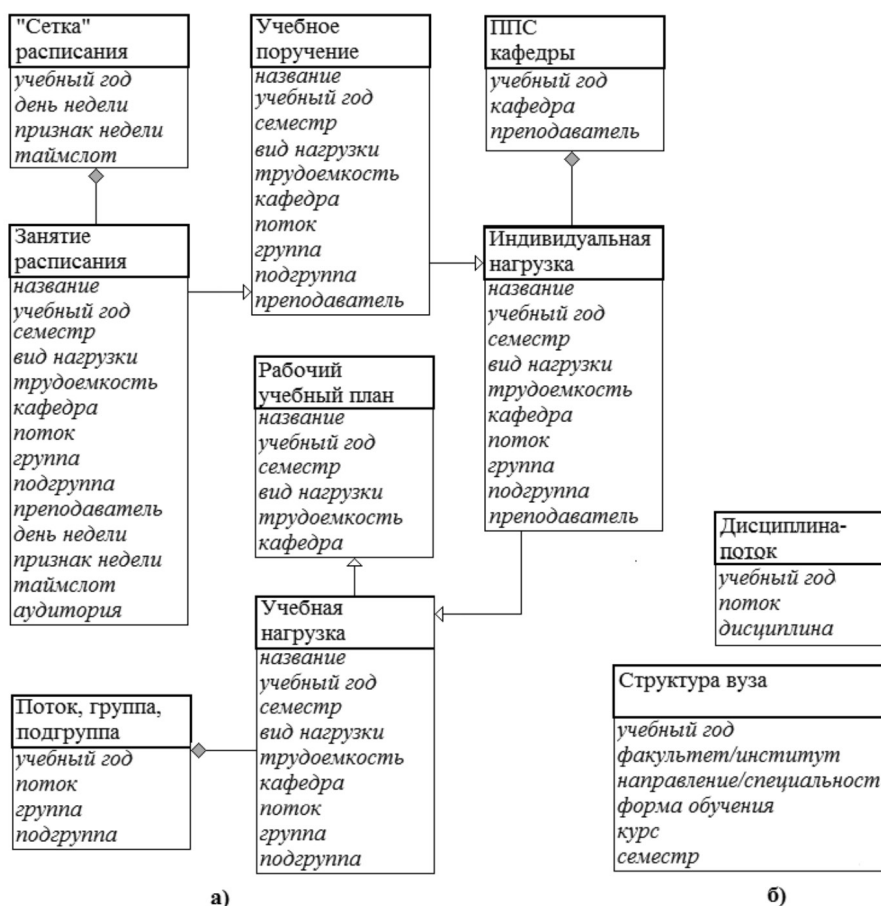 "Сетка"
расписания
учебный год
день недели
признак недели
таймслот
Учебное
поручение
название
учебный год
семестр
вид нагрузки
трудоемкость
кафедра
поток
группа
подгруппа
преподаватель
ППС
кафедры
учебный год
кафедра
преподаватель
Занятие
расписания
название
учебный год
семестр
вид нагрузки
трудоемкость
кафедра
поток
группа
подгруппа
преподаватель
день недели
признак недели
таймслот
аудитория
Индивидуальная
нагрузка
название
учебный год
семестр
вид нагрузки
трудоемкость
кафедра
поток
группа
подгруппа
преподаватель
Рабочий
учебный план
название
учебный год
семестр
вид нагрузки
трудоемкость
кафедра
Дисциплина-
поток
учебный год
поток
дисциплина
Учебная
нагрузка
название
учебный год
семестр
вид нагрузки
трудоемкость
кафедра
поток
группа
подгруппа
Поток, группа,
подгруппа
учебный год
поток
группа
подгруппа
Структура вуза
учебный год
факультет/институт
направление/специальност
форма обучения
курс
семестр
а)
б)